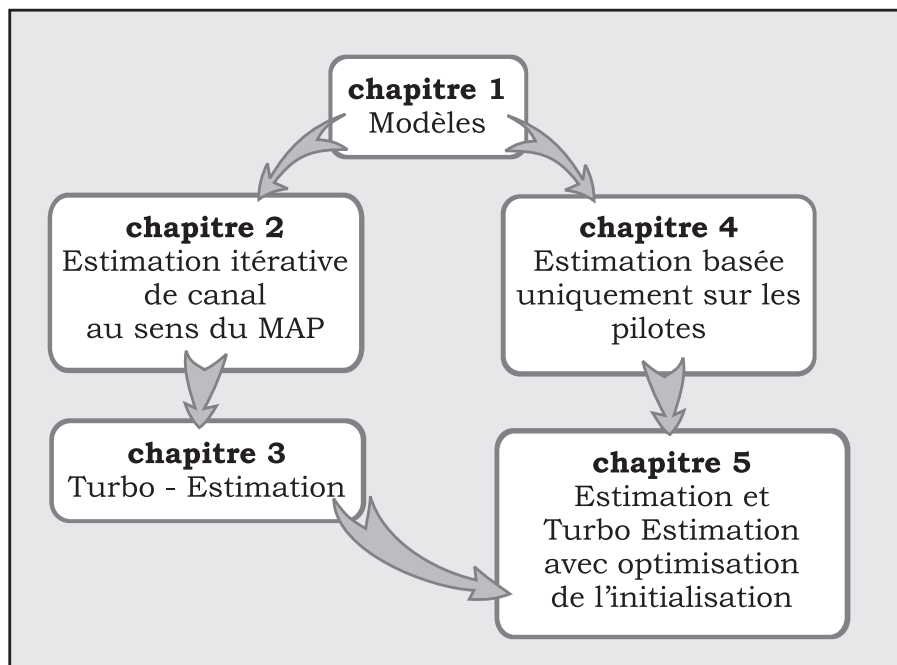 chapitre 1
Modèles
chapitre 2
Estimation itérative
de canal
au sens du MAP
chapitre 4
Estimation basée
uniquement sur les
pilotes
chapitre 3
Turbo - Estimation
chapitre 5
Estimation et
Turbo Estimation
avec optimisation
de l'initialisation